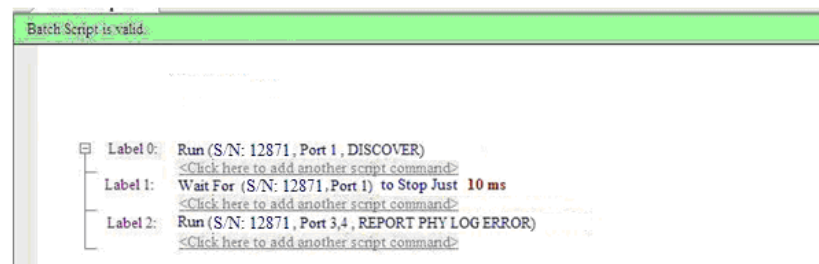 Batch Script is valid.
Label 0: Run (S/N: 12871, Port 1 , DISCOVER)
<Click here to add another script command>
Label 1: Wait For (S/N: 12871, Port 1) to Stop Just 10 ms
<Click here to add another script command>
Label 2: Run (S/N: 12871, Port 3,4 , REPORT PHY LOG ERROR)
<Click here to add another script command>